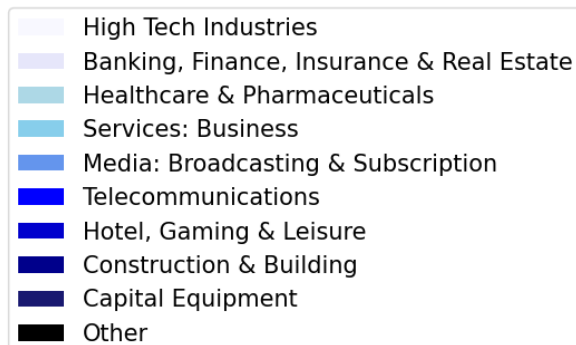 High Tech Industries
Banking, Finance, Insurance & Real Estate
Healthcare & Pharmaceuticals
Services: Business
Media: Broadcasting & Subscription
Telecommunications
Hotel, Gaming & Leisure
Construction & Building
Capital Equipment
Other